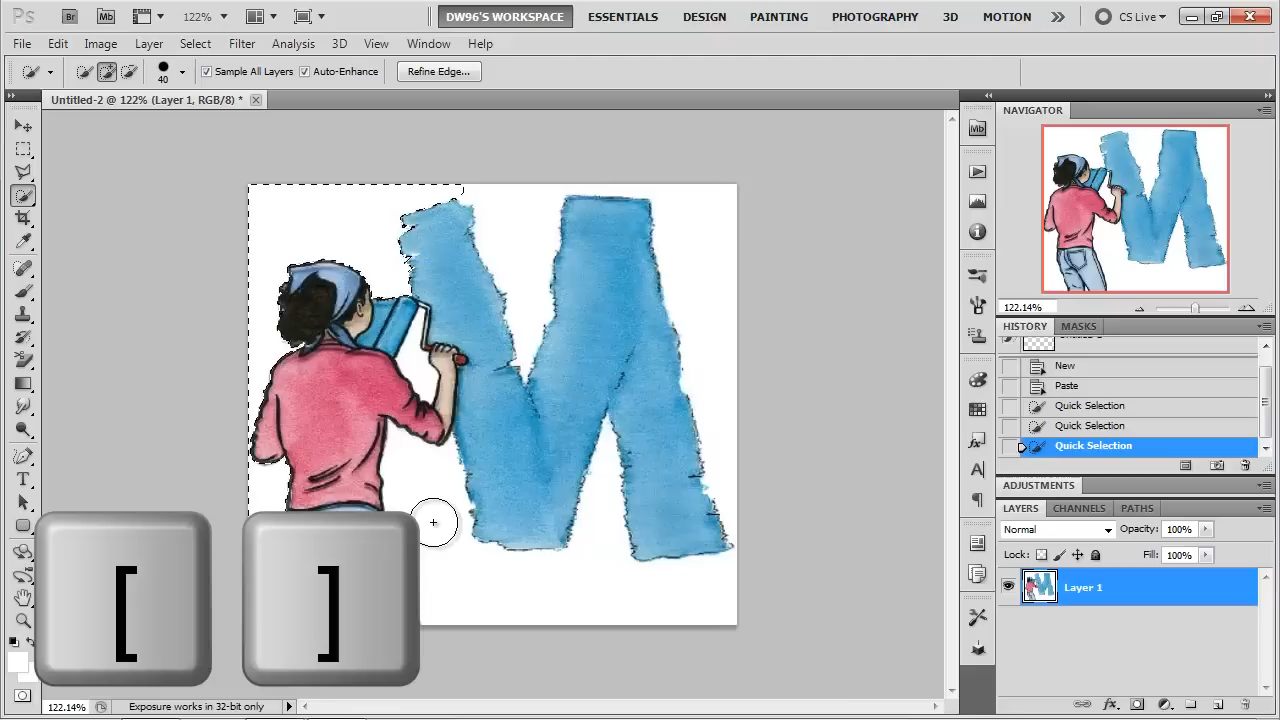 Ps Br Mb 122% DW96'S WORKSPACE ESSENTIALS DESIGN PAINTING PHOTOGRAPHY 3D MOTION CS Live
File Edit Image Layer Select Filter Analysis 3D View Window Help
40 Sample All Layers Auto-Enhance Refine Edge...
Untitled-2 @ 122% (Layer 1, RGB/8) *
NAVIGATOR
Mb
122.14%
HISTORY MASKS
New
Paste
Quick Selection
Quick Selection
Quick Selection
ADJUSTMENTS
LAYERS CHANNELS PATHS
Normal Opacity: 100%
Lock: Fill: 100%
Layer 1
M
[ ]
122.14% Exposure works in 32-bit only